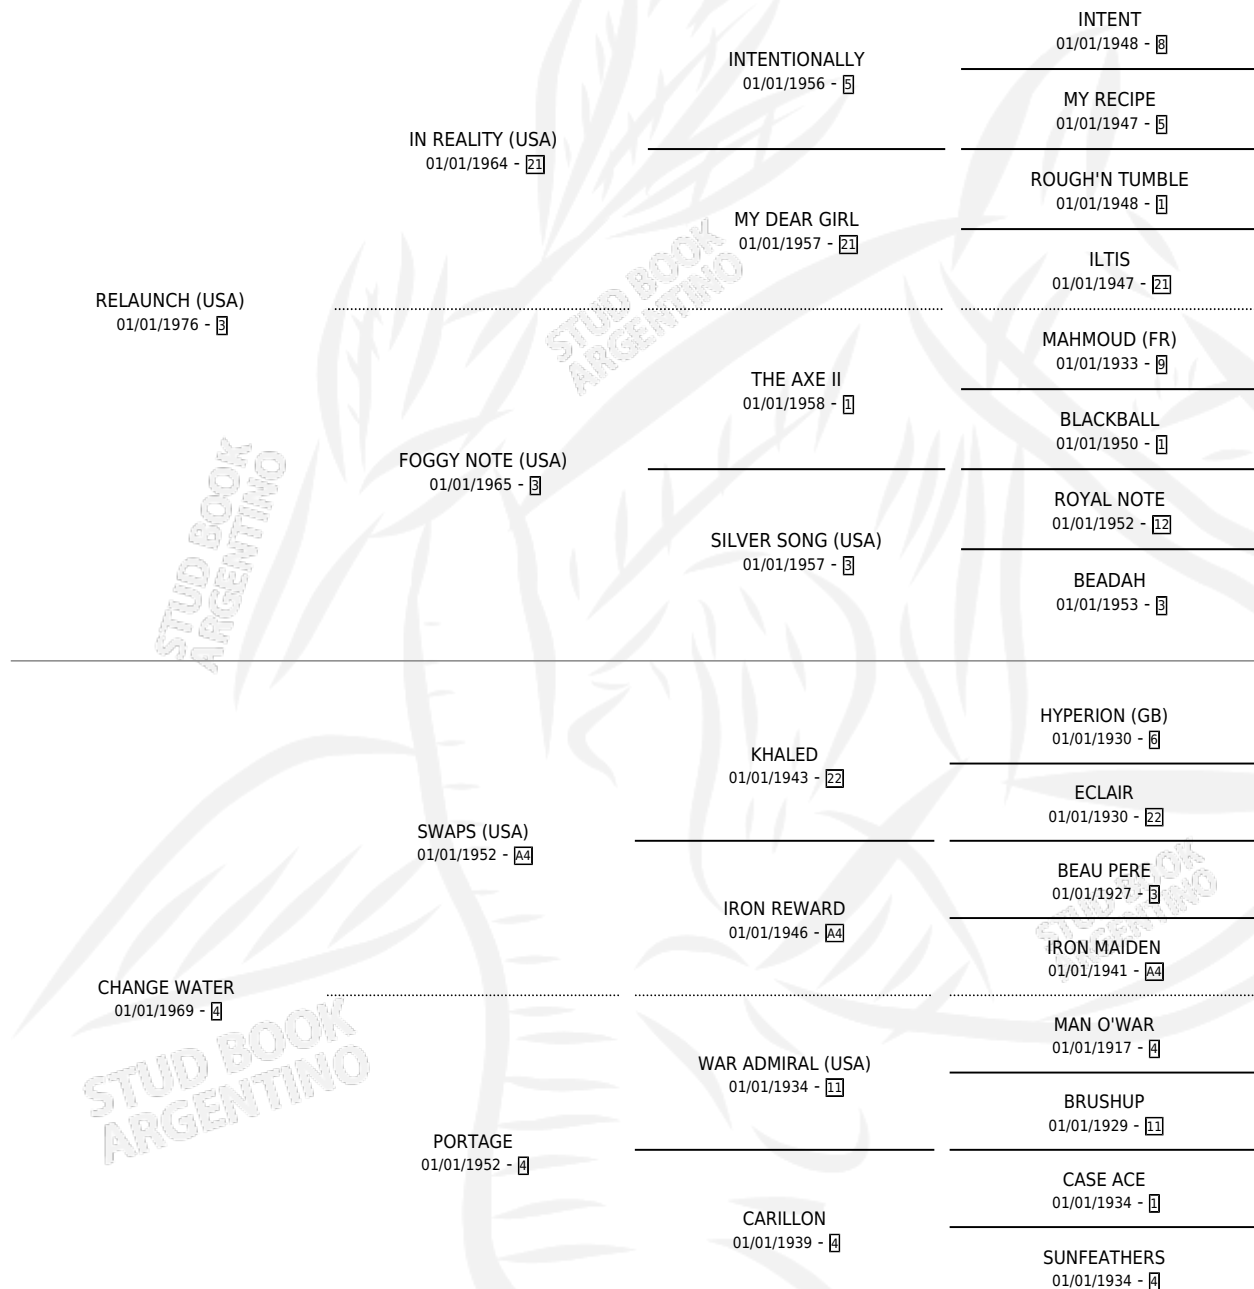 INTENT
01/01/1948 - 8
INTENTIONALLY
01/01/1956 - 5
MY RECIPE
01/01/1947 - 5
IN REALITY (USA)
01/01/1964 - 21
ROUGH'N TUMBLE
01/01/1948 - 1
MY DEAR GIRL
01/01/1957 - 21
ILTIS
01/01/1947 - 21
RELAUNCH (USA)
01/01/1976 - 3
MAHMOUD (FR)
01/01/1933 - 9
THE AXE II
01/01/1958 - 1
BLACKBALL
01/01/1950 - 1
FOGGY NOTE (USA)
01/01/1965 - 3
ROYAL NOTE
01/01/1952 - 12
SILVER SONG (USA)
01/01/1957 - 3
BEADAH
01/01/1953 - 3
HYPERION (GB)
01/01/1930 - 6
KHALED
01/01/1943 - 22
ECLAIR
01/01/1930 - 22
SWAPS (USA)
01/01/1952 - A4
BEAU PERE
01/01/1927 - 3
IRON REWARD
01/01/1946 - A4
IRON MAIDEN
01/01/1941 - A4
CHANGE WATER
01/01/1969 - 4
MAN O'WAR
01/01/1917 - 4
WAR ADMIRAL (USA)
01/01/1934 - 11
BRUSHUP
01/01/1929 - 11
PORTAGE
01/01/1952 - 4
CASE ACE
01/01/1934 - 1
CARILLON
01/01/1939 - 4
SUNFEATHERS
01/01/1934 - 4
STUD BOOK
ARGENTINO
STUD BOOK
ARGENTINO
STUD BOOK
ARGENTINO
STUD BOOK
ARGENTINO